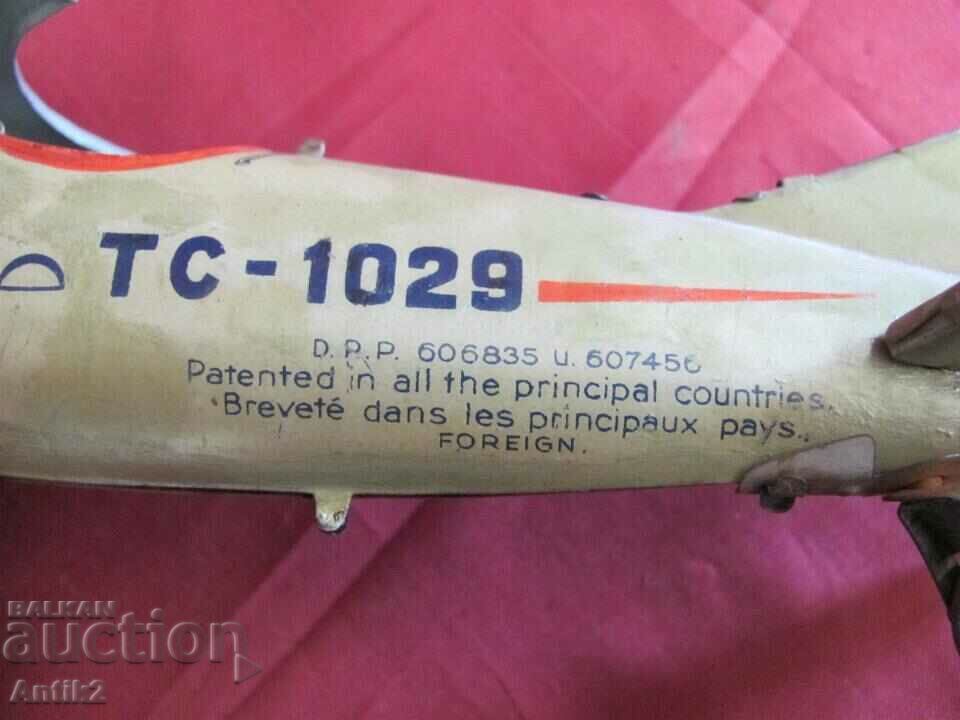 TC-1029
D.R.P. 606835 u. 607456
Patented in all the principal countries.
Breveté dans les principaux pays.
FOREIGN.
BALKAN
auction
Antik2